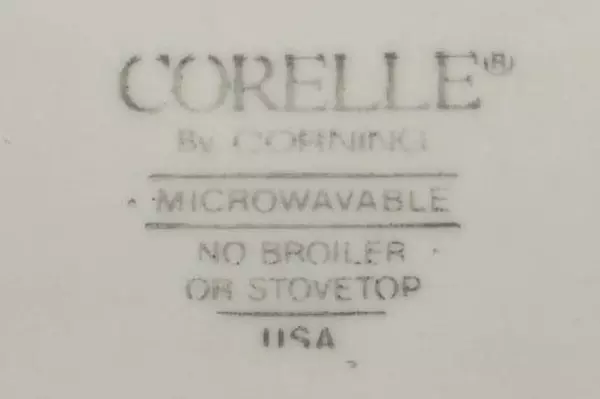 CORELLE®
By CORNING
MICROWAVABLE
NO BROILER
OR STOVETOP
USA